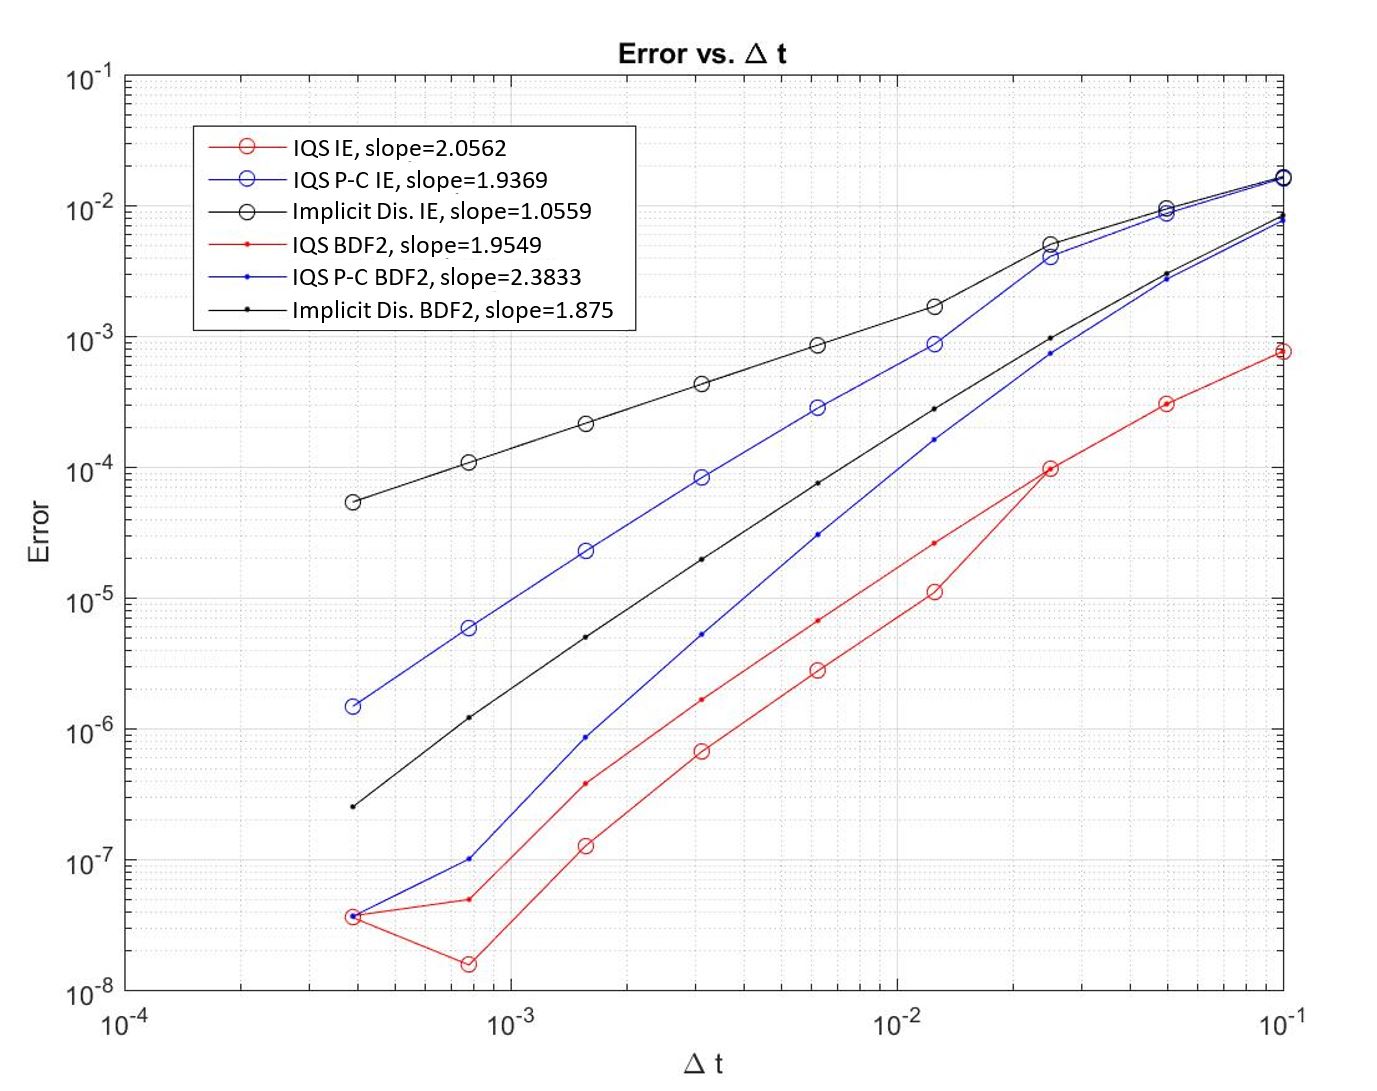 Error vs. Δ t
10-1
10-2
10-3
10-4
10-5
10-6
10-7
10-8
Error
IQS IE, slope=2.0562
IQS P-C IE, slope=1.9369
Implicit Dis. IE, slope=1.0559
IQS BDF2, slope=1.9549
IQS P-C BDF2, slope=2.3833
Implicit Dis. BDF2, slope=1.875
10-4 10-3 10-2 10-1
Δ t